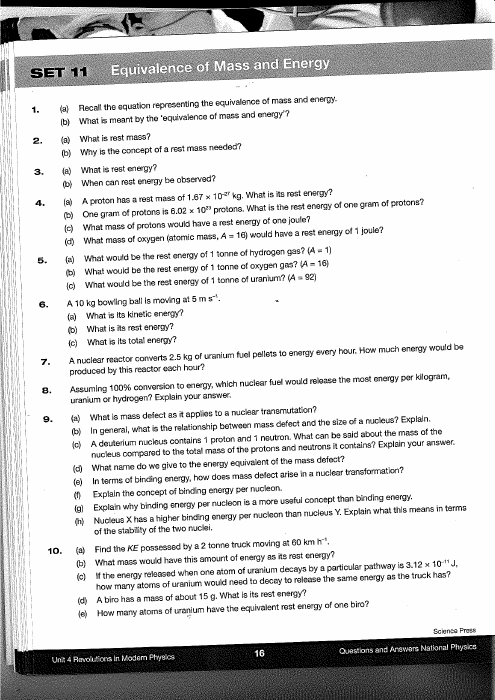 SET 11 Equivalence of Mass and Energy
1. (a) Recall the equation representing the equivalence of mass and energy.
(b) What is meant by the 'equivalence of mass and energy'?
2. (a) What is rest mass?
(b) Why is the concept of a rest mass needed?
3. (a) What is rest energy?
(b) When can rest energy be observed?
4. (a) A proton has a rest mass of 1.67 × 10⁻²⁷ kg. What is its rest energy?
(b) One gram of protons is 6.02 × 10²³ protons. What is the rest energy of one gram of protons?
(c) What mass of protons would have a rest energy of one joule?
(d) What mass of oxygen (atomic mass, A = 16) would have a rest energy of 1 joule?
5. (a) What would be the rest energy of 1 tonne of hydrogen gas? (A = 1)
(b) What would be the rest energy of 1 tonne of oxygen gas? (A = 16)
(c) What would be the rest energy of 1 tonne of uranium? (A = 92)
6. A 10 kg bowling ball is moving at 5 m s⁻¹.
(a) What is its kinetic energy?
(b) What is its rest energy?
(c) What is its total energy?
7. A nuclear reactor converts 2.5 kg of uranium fuel pellets to energy every hour. How much energy would be
produced by this reactor each hour?
8. Assuming 100% conversion to energy, which nuclear fuel would release the most energy per kilogram,
uranium or hydrogen? Explain your answer.
9. (a) What is mass defect as it applies to a nuclear transmutation?
(b) In general, what is the relationship between mass defect and the size of a nucleus? Explain.
(c) A deuterium nucleus contains 1 proton and 1 neutron. What can be said about the mass of the
nucleus compared to the total mass of the protons and neutrons it contains? Explain your answer.
(d) What name do we give to the energy equivalent of the mass defect?
(e) In terms of binding energy, how does mass defect arise in a nuclear transformation?
(f) Explain the concept of binding energy per nucleon.
(g) Explain why binding energy per nucleon is a more useful concept than binding energy.
(h) Nucleus X has a higher binding energy per nucleon than nucleus Y. Explain what this means in terms
of the stability of the two nuclei.
10. (a) Find the KE possessed by a 2 tonne truck moving at 60 km h⁻¹.
(b) What mass would have this amount of energy as its rest energy?
(c) If the energy released when one atom of uranium decays by a particular pathway is 3.12 × 10⁻¹¹ J,
how many atoms of uranium would need to decay to release the same energy as the truck has?
(d) A biro has a mass of about 15 g. What is its rest energy?
(e) How many atoms of uranium have the equivalent rest energy of one biro?
Science Press
Unit 4 Revolutions in Modern Physics 16 Questions and Answers National Physics